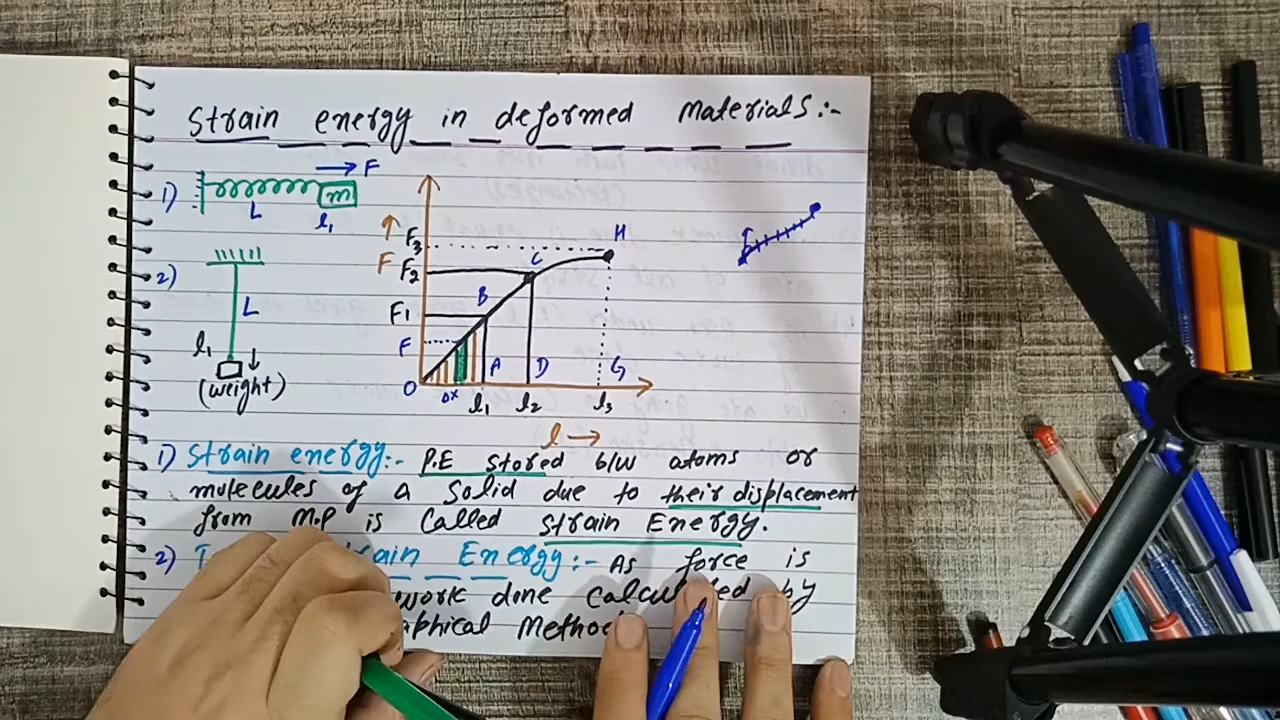 Strain energy in deformed materials:-
1)
F
m
L
l₁
2)
L
l₁
(weight)
F
F₃
H
F₂
C
B
F₁
F
O
Δx
A
D
G
l₁
l₂
l₃
l →
1) Strain energy:- P.E stored b/w atoms or
molecules of a solid due to their displacement
from M.P is called Strain Energy.
2) Energy:- As force is
work done calculated by
Method